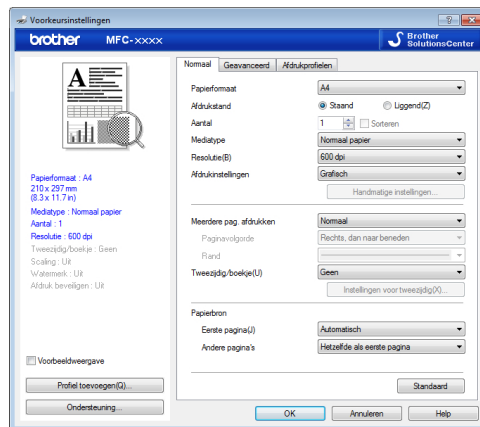 Voorkeursinstellingen
brother MFC-xxxx
Brother
SolutionsCenter
Normaal Geavanceerd Afdrukprofielen
Papierformaat A4
Afdrukstand Staand Liggend(Z)
Aantal 1 Sorteren
Mediatype Normaal papier
Resolutie(B) 600 dpi
Afdrukinstellingen Grafisch
Handmatige instellingen...
Meerdere pag. afdrukken Normaal
Paginavolgorde Rechts, dan naar beneden
Rand
Tweezijdig/boekje(U) Geen
Instellingen voor tweezijdig(X)...
Papierbron
Eerste pagina(J) Automatisch
Andere pagina's Hetzelfde als eerste pagina
Standaard
ABC
Papierformaat : A4
210 x 297 mm
(8.3 x 11.7 in)
Mediatype : Normaal papier
Aantal : 1
Resolutie : 600 dpi
Tweezijdig/boekje : Geen
Scaling : Uit
Watermerk : Uit
Afdruk beveiligen : Uit
Voorbeeldweergave
Profiel toevoegen(Q)...
Ondersteuning...
OK Annuleren Help